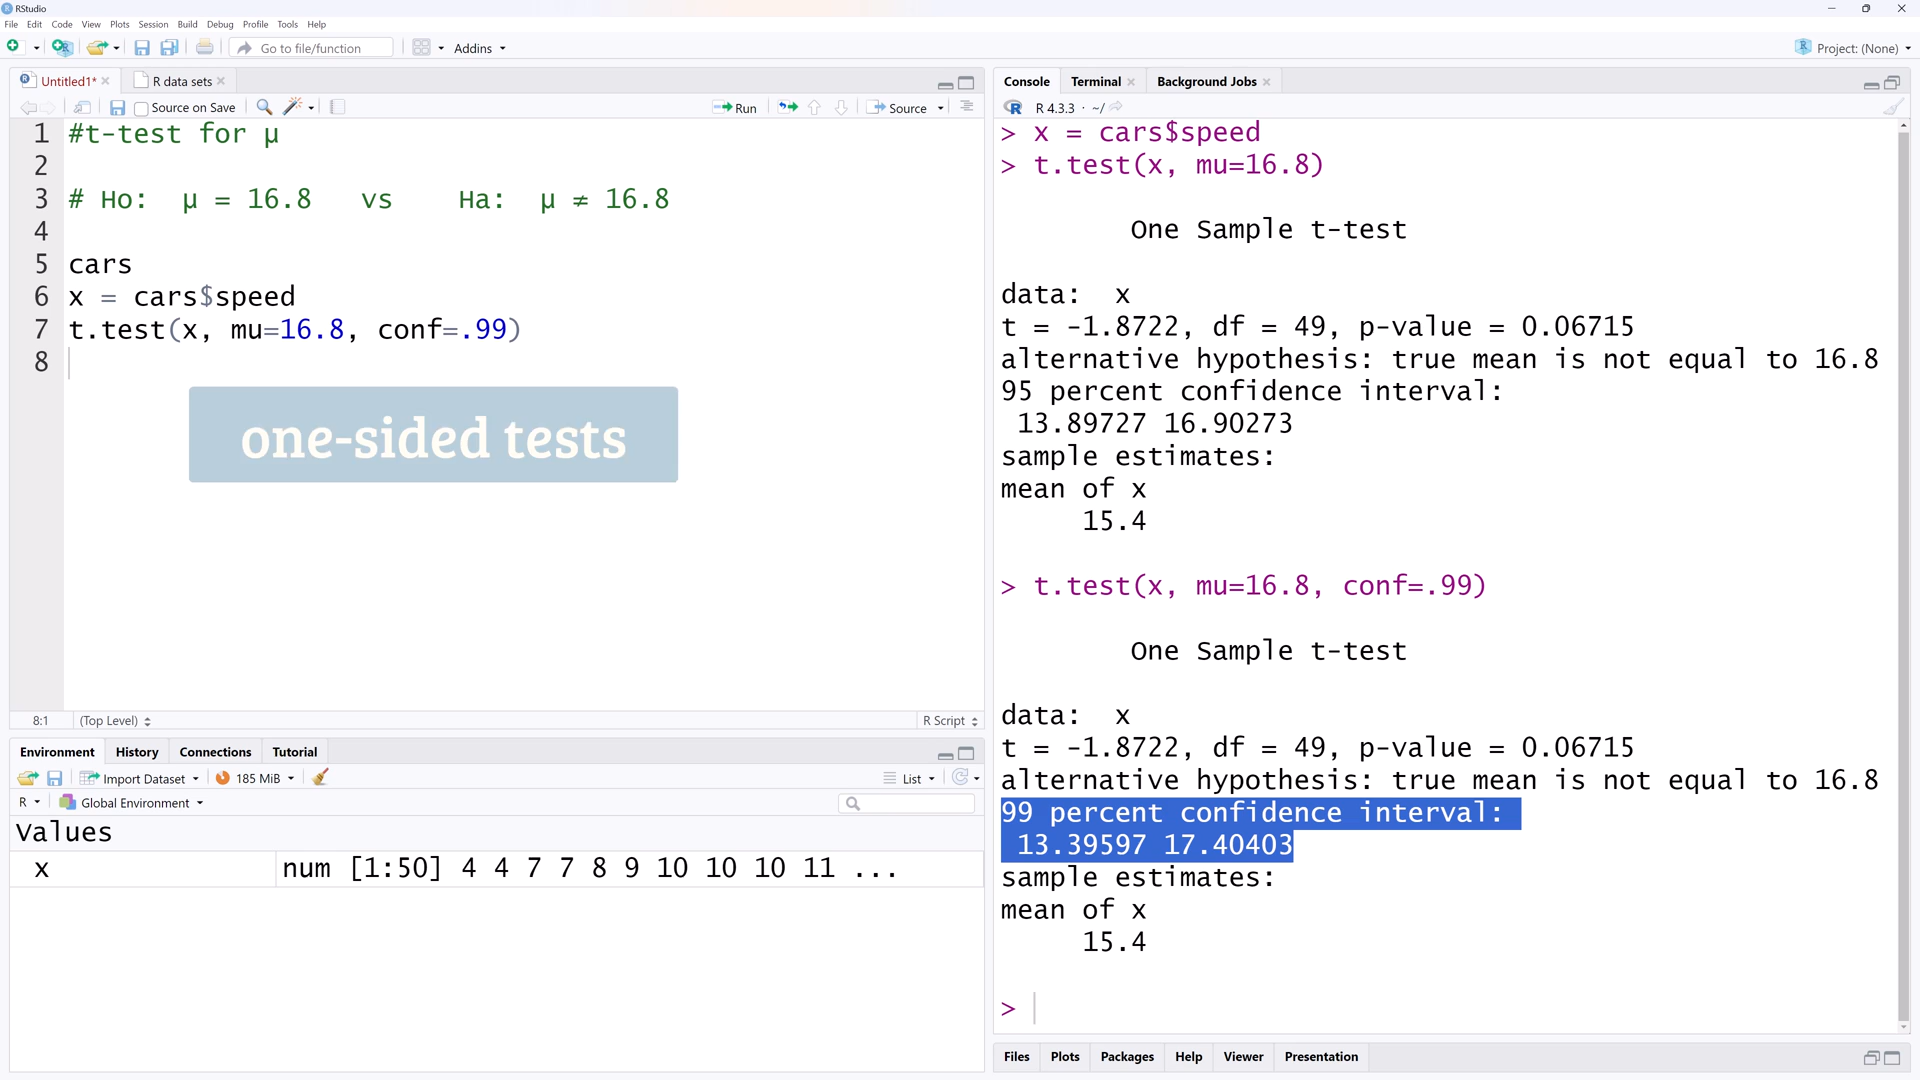 RStudio
File Edit Code View Plots Session Build Debug Profile Tools Help
Go to file/function Addins Project: (None)
Untitled1* R data sets
Source on Save Run Source
1 #t-test for μ
2
3 # Ho: μ = 16.8 vs Ha: μ ≠ 16.8
4
5 cars
6 x = cars$speed
7 t.test(x, mu=16.8, conf=.99)
8
one-sided tests
8:1 (Top Level) R Script
Environment History Connections Tutorial
Import Dataset 185 MiB List
R Global Environment
Values
x num [1:50] 4 4 7 7 8 9 10 10 10 11 ...
Console Terminal Background Jobs
R 4.3.3 · ~/
> x = cars$speed
> t.test(x, mu=16.8)
One Sample t-test
data: x
t = -1.8722, df = 49, p-value = 0.06715
alternative hypothesis: true mean is not equal to 16.8
95 percent confidence interval:
13.89727 16.90273
sample estimates:
mean of x
15.4
> t.test(x, mu=16.8, conf=.99)
One Sample t-test
data: x
t = -1.8722, df = 49, p-value = 0.06715
alternative hypothesis: true mean is not equal to 16.8
99 percent confidence interval:
13.39597 17.40403
sample estimates:
mean of x
15.4
>
Files Plots Packages Help Viewer Presentation